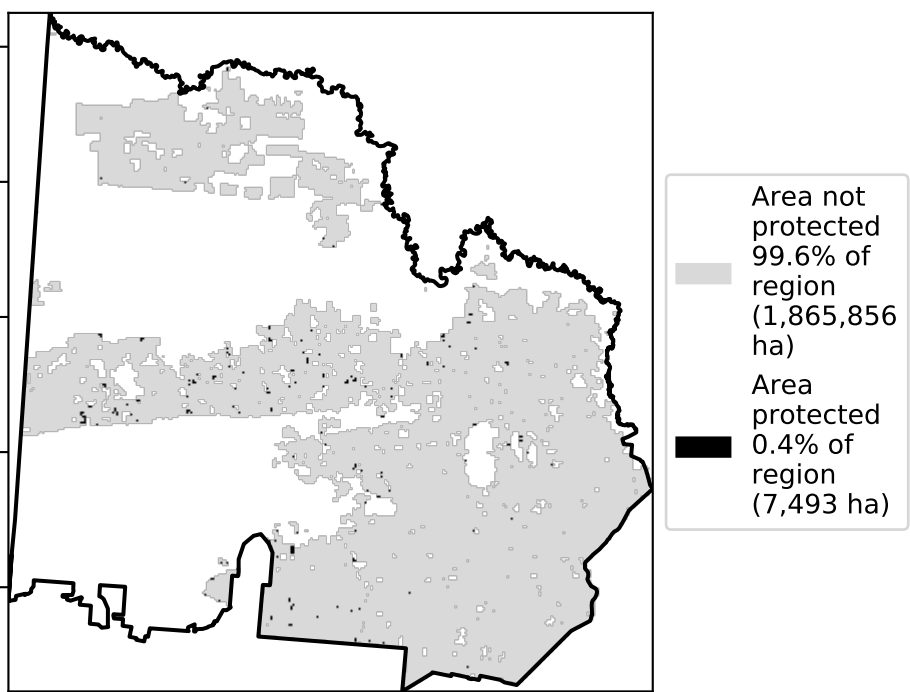 Area not
protected
99.6% of
region
(1,865,856
ha)
Area
protected
0.4% of
region
(7,493 ha)